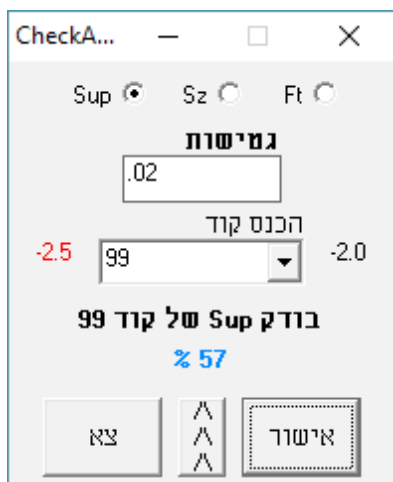 CheckA...
Sup Sz Ft
גמישות
.02
הכנס קוד
-2.5 99 -2.0
בודק Sup של קוד 99
% 57
צא אישור